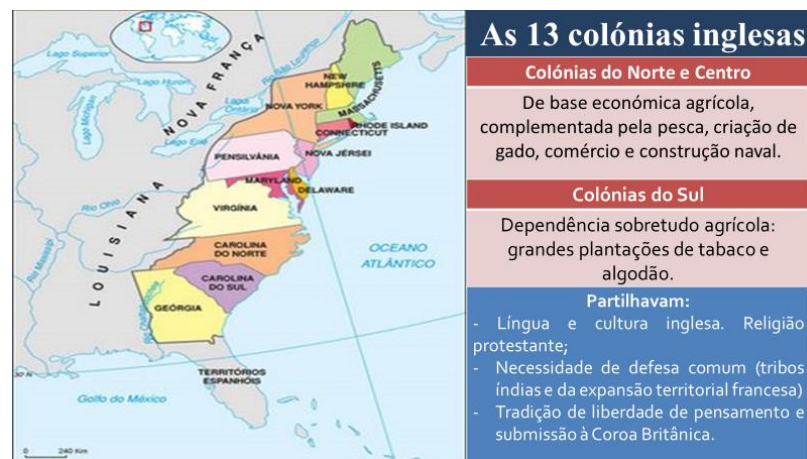 As 13 colónias inglesas
Colónias do Norte e Centro
De base económica agrícola,
complementada pela pesca, criação de
gado, comércio e construção naval.
Colónias do Sul
Dependência sobretudo agrícola:
grandes plantações de tabaco e
algodão.
Partilhavam:
- Língua e cultura inglesa. Religião
protestante;
- Necessidade de defesa comum (tribos
índias e da expansão territorial francesa)
- Tradição de liberdade de pensamento e
submissão à Coroa Britânica.
Lago Superior
Lago Huron
Lago Michigan
Lago
Ontário
Lago Erie
Rio São Lourenço
NOVA FRANÇA
NEW
HAMPSHIRE
MASSACHUSETTS
NOVA YORK
RHODE ISLAND
CONNECTICUT
PENSILVÂNIA
NOVA JÉRSEI
MARYLAND
DELAWARE
Rio Ohio
VIRGÍNIA
LOUISIANA
Rio Mississípi
CAROLINA
DO NORTE
OCEANO
ATLÂNTICO
CAROLINA
DO SUL
GEÓRGIA
TERRITÓRIOS
ESPANHÓIS
30 N
Golfo do México
0 240 Km